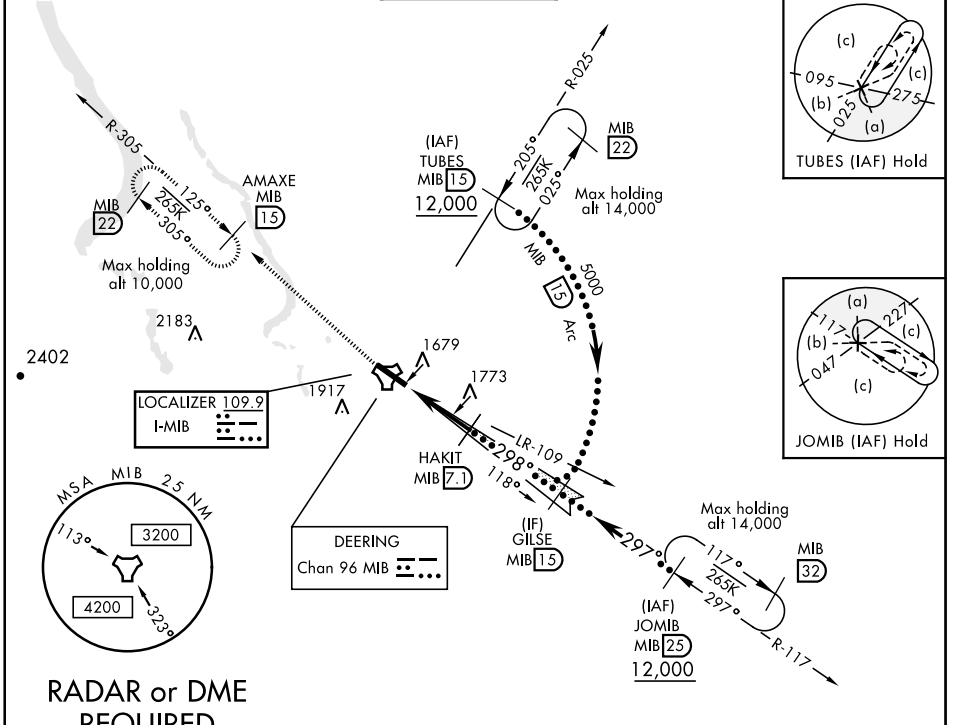 R-305
125°
265K
305°
MIB
22
AMAXE
MIB
15
Max holding
alt 10,000
2183
2402
R-025
(IAF)
TUBES
MIB 15
12,000
205°
265K
025°
MIB
22
Max holding
alt 14,000
5000
MIB
15
Arc
(c)
095
(c)
(b)
275
025
(a)
TUBES (IAF) Hold
(a)
117
227
(b)
(c)
047
(c)
JOMIB (IAF) Hold
1679
1773
1917
LOCALIZER 109.9
I-MIB
HAKIT
MIB 7.1
298°
118°
LR-109
(IF)
GILSE
MIB 15
DEERING
Chan 96 MIB
MSA MIB 25 NM
113°
3200
4200
323°
Max holding
alt 14,000
297°
117°
265K
297°
MIB
32
(IAF)
JOMIB
MIB 25
12,000
R-117
RADAR or DME
REQUIRED